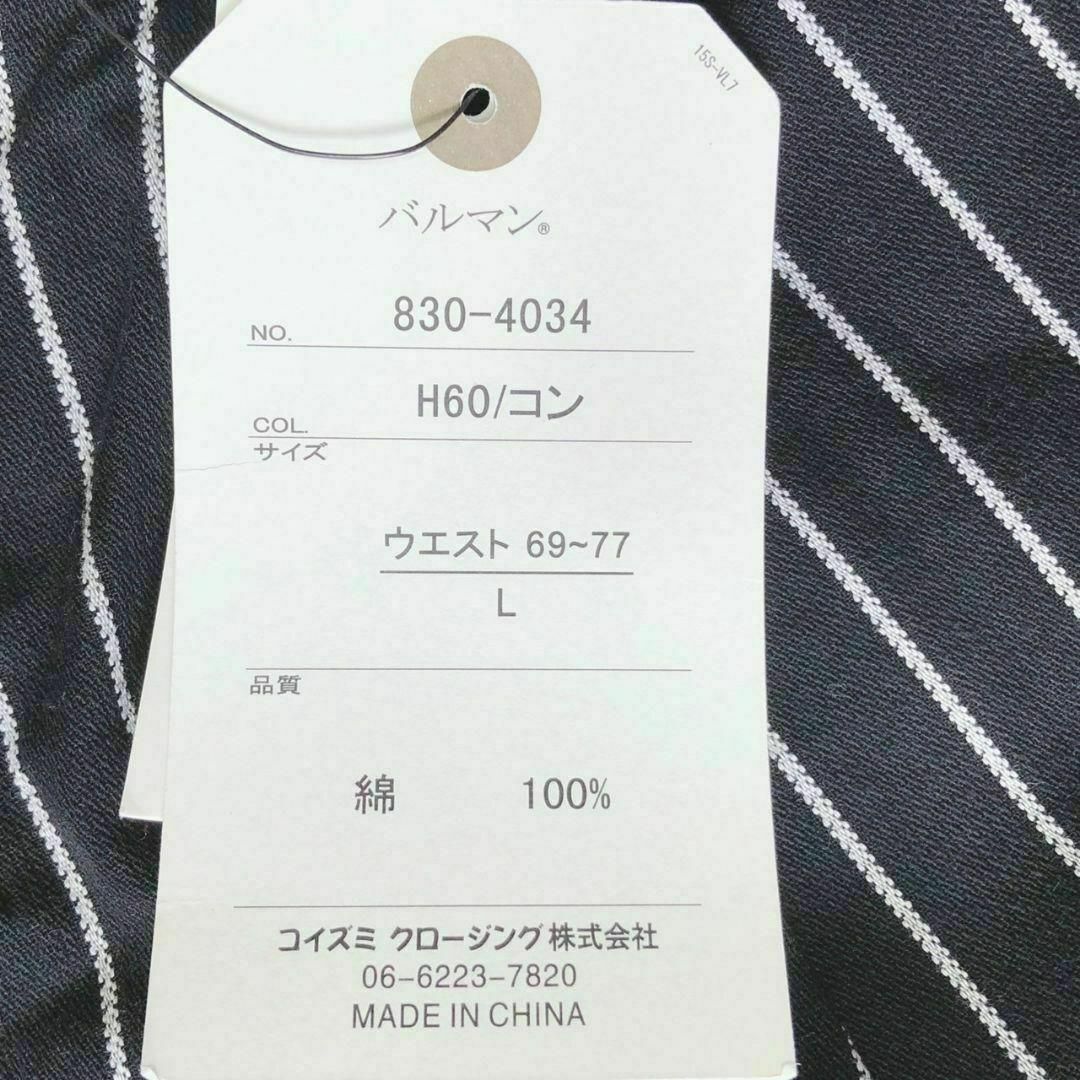 15S-VL7
バルマン®
NO. 830-4034
COL. H60/コン
サイズ
ウエスト 69~77
L
品質
綿 100%
コイズミ クロージング株式会社
06-6223-7820
MADE IN CHINA